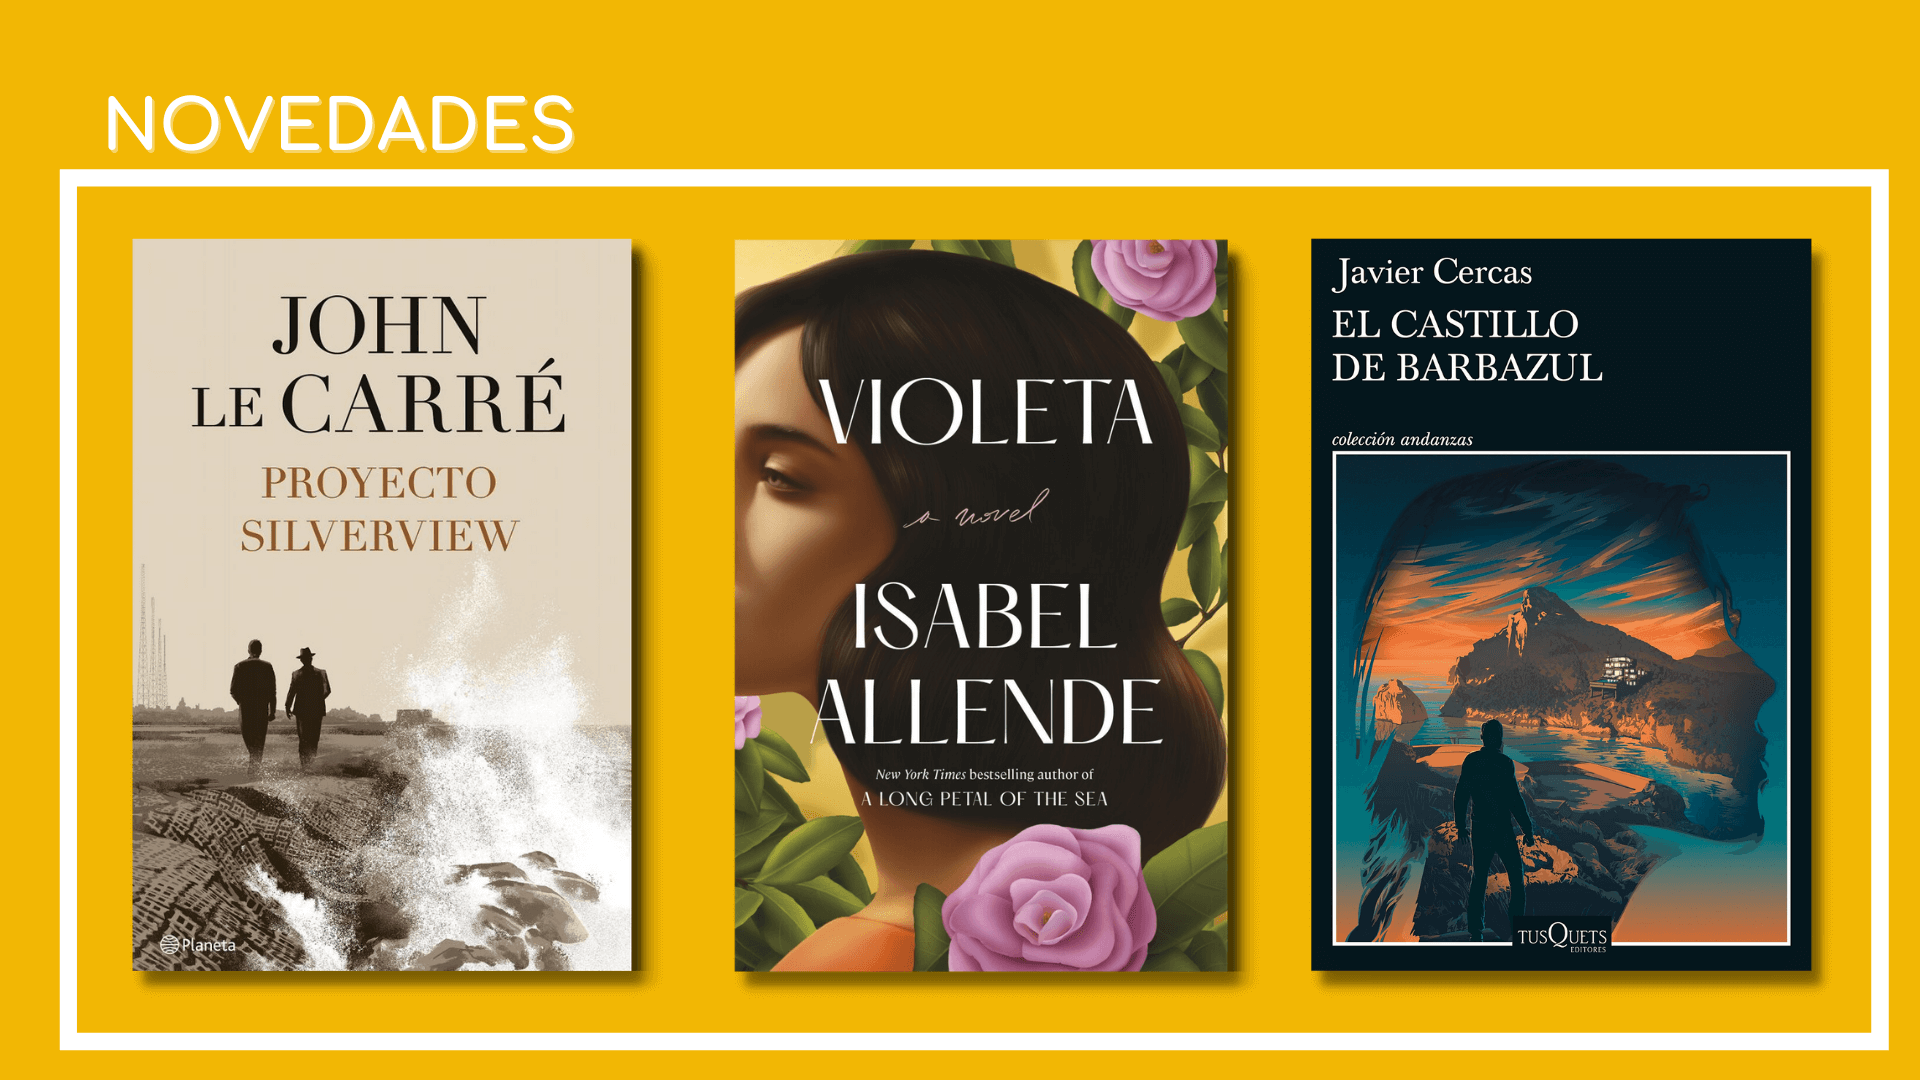 NOVEDADES
JOHN
LE CARRÉ
PROYECTO
SILVERVIEW
Planeta
VIOLETA
a novel
ISABEL
ALLENDE
New York Times bestselling author of
A LONG PETAL OF THE SEA
Javier Cercas
EL CASTILLO
DE BARBAZUL
colección andanzas
TUSQUETS
EDITORES